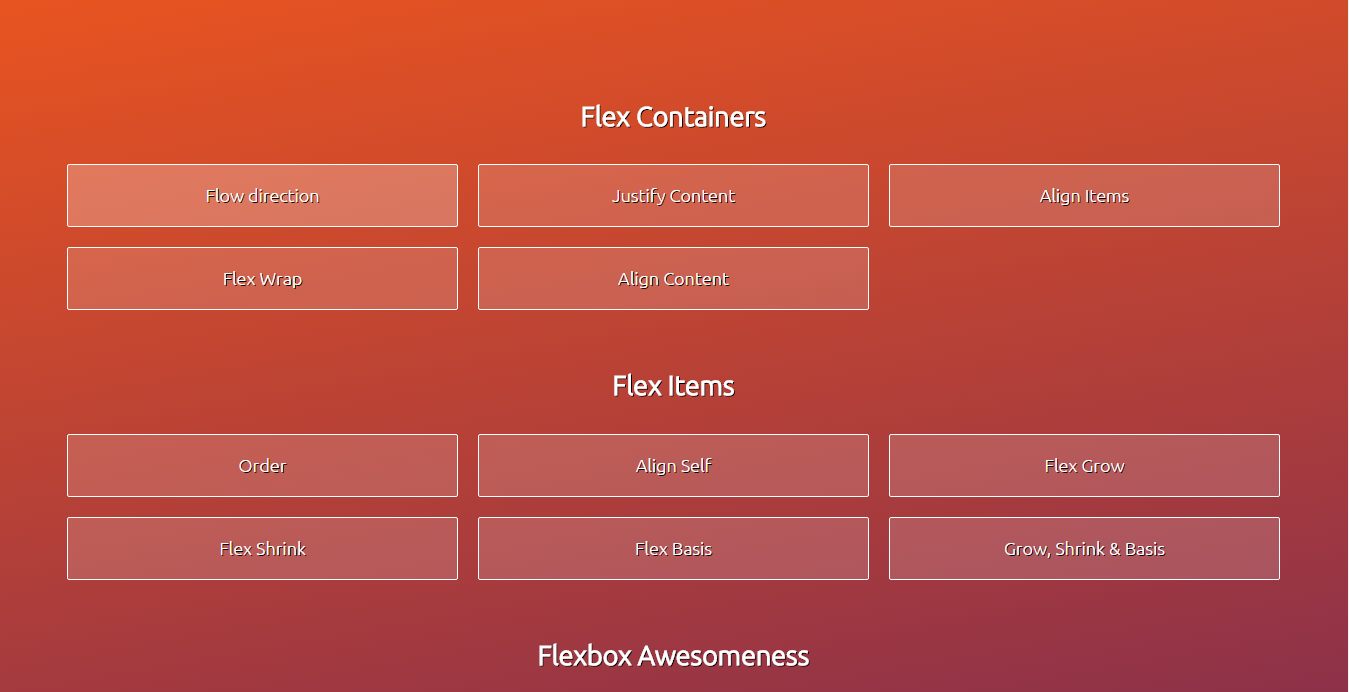 Flex Containers
Flow direction
Justify Content
Align Items
Flex Wrap
Align Content
Flex Items
Order
Align Self
Flex Grow
Flex Shrink
Flex Basis
Grow, Shrink & Basis
Flexbox Awesomeness